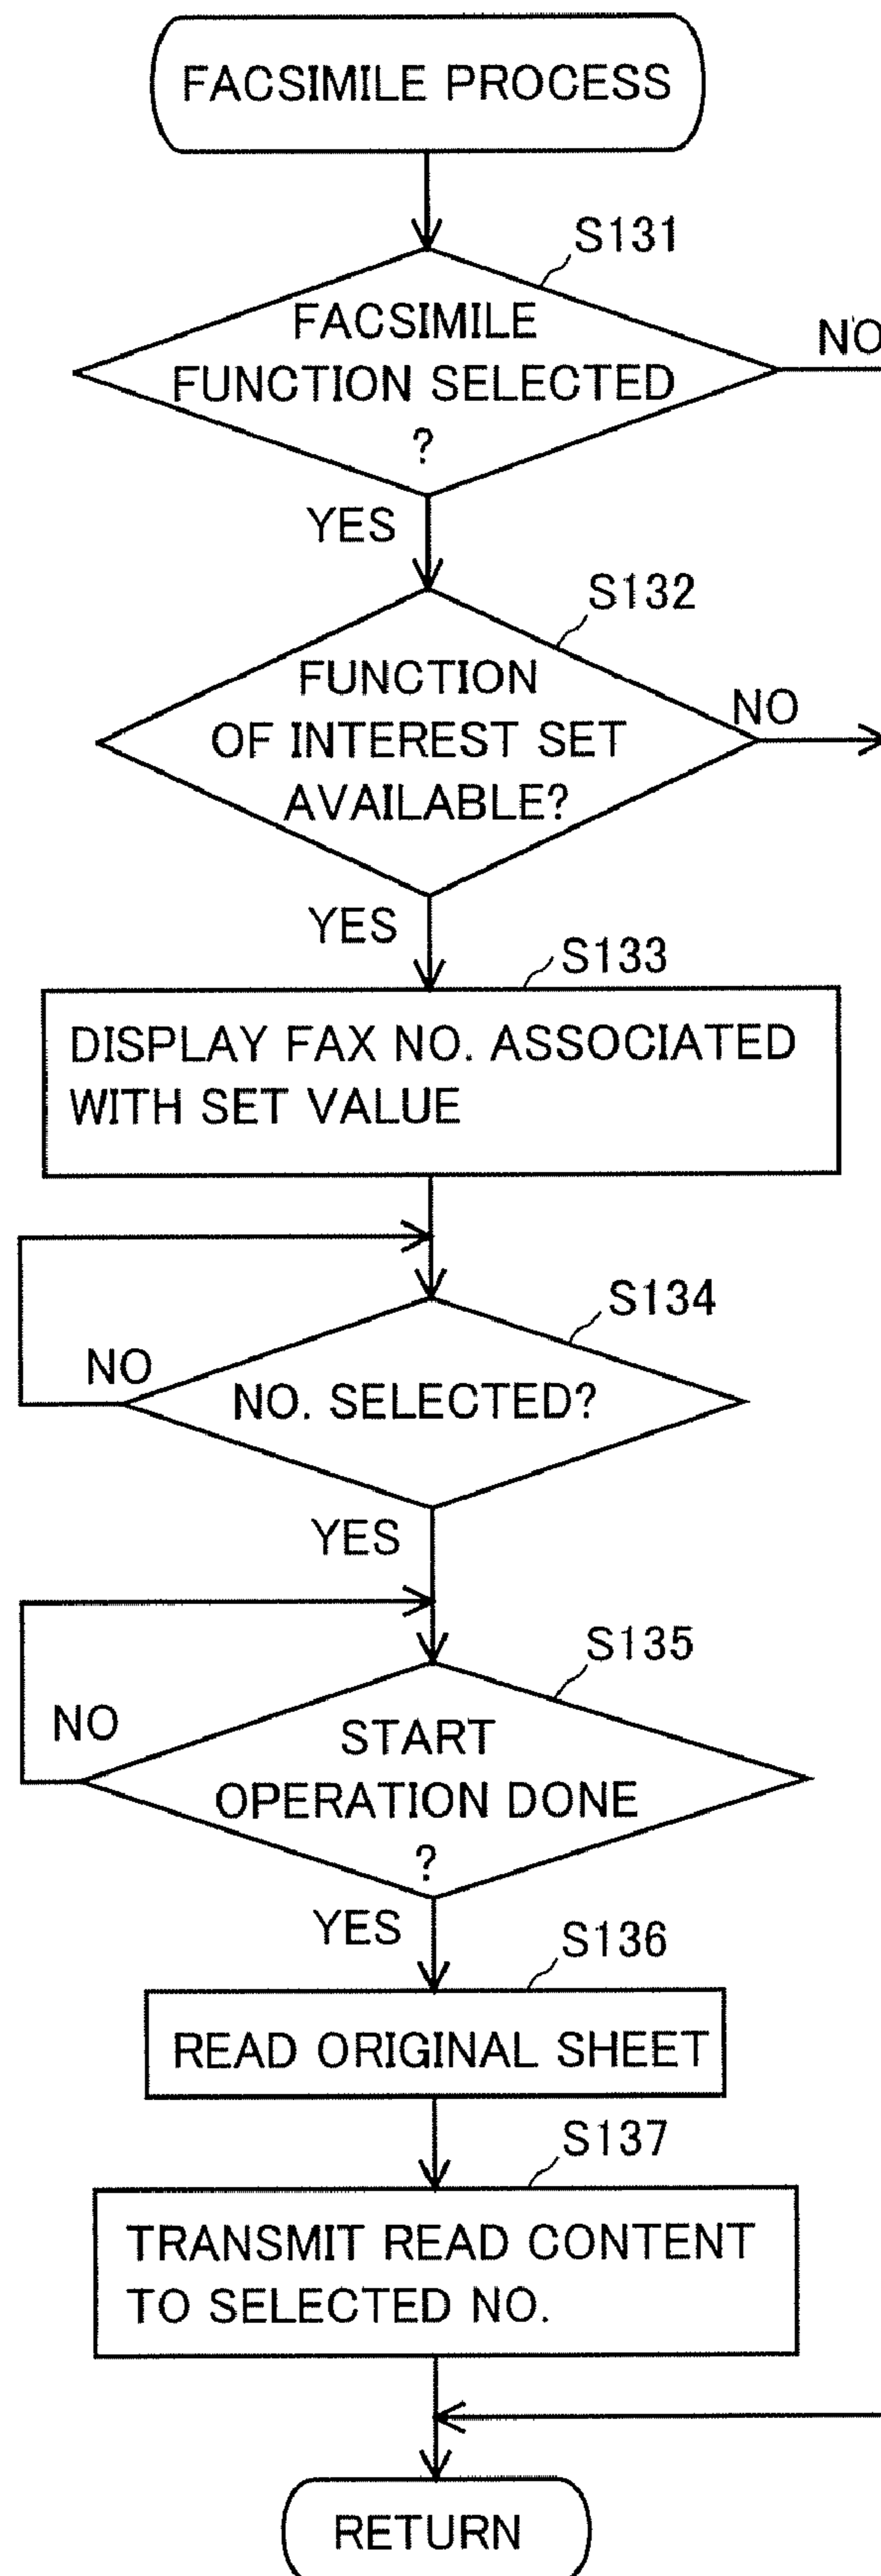 FACSIMILE PROCESS
S131
FACSIMILE
FUNCTION SELECTED
?
NO
YES
S132
FUNCTION
OF INTEREST SET
AVAILABLE?
NO
YES
S133
DISPLAY FAX NO. ASSOCIATED
WITH SET VALUE
S134
NO
NO. SELECTED?
YES
S135
NO
START
OPERATION DONE
?
YES
S136
READ ORIGINAL SHEET
S137
TRANSMIT READ CONTENT
TO SELECTED NO.
RETURN